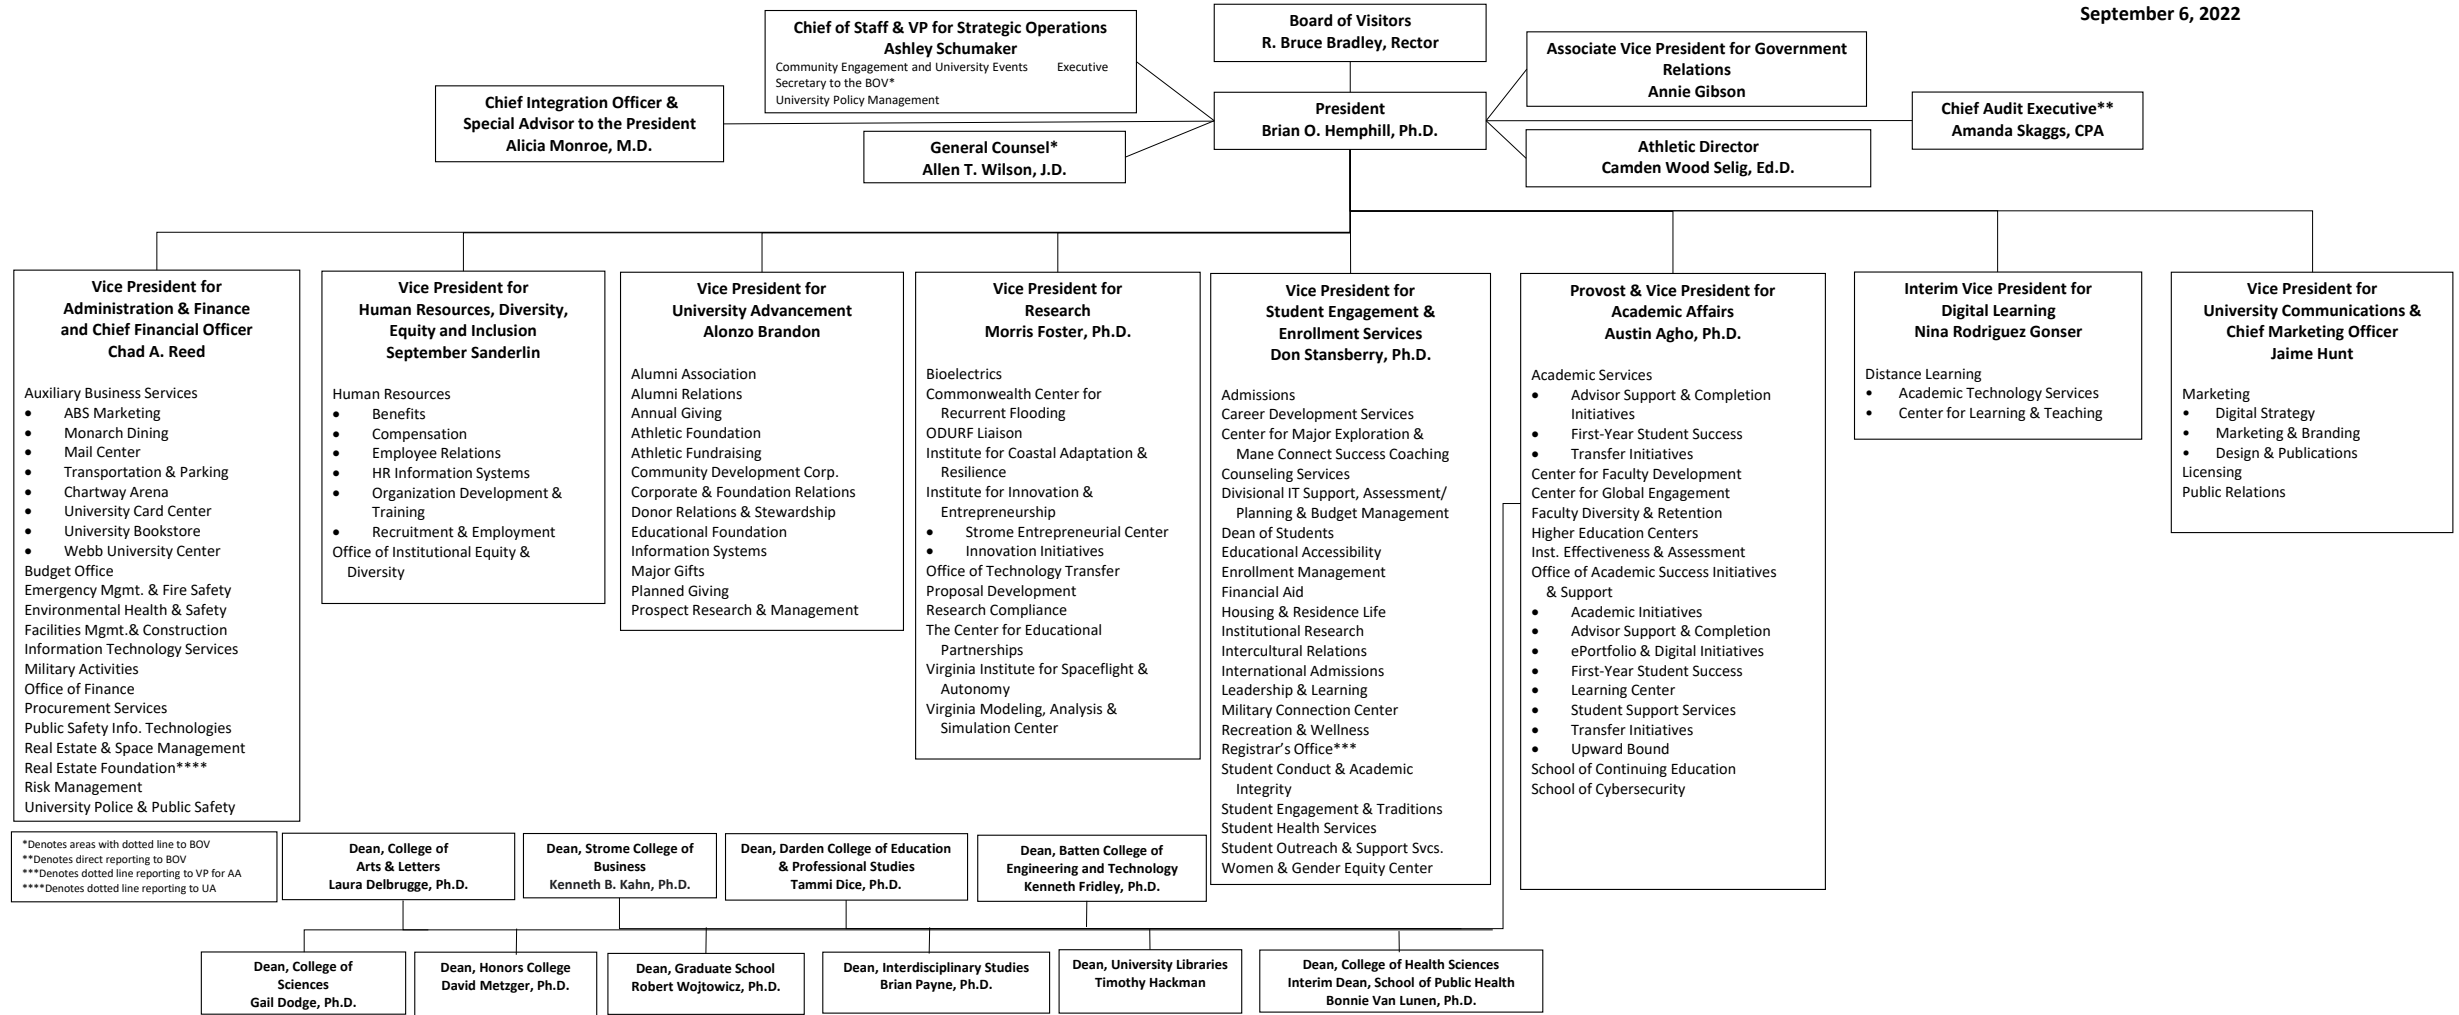 September 6, 2022
Board of Visitors
R. Bruce Bradley, Rector
Chief of Staff & VP for Strategic Operations
Ashley Schumaker
Community Engagement and University Events Executive
Secretary to the BOV*
University Policy Management
Associate Vice President for Government
Relations
Annie Gibson
Chief Integration Officer &
Special Advisor to the President
Alicia Monroe, M.D.
President
Brian O. Hemphill, Ph.D.
Chief Audit Executive**
Amanda Skaggs, CPA
General Counsel*
Allen T. Wilson, J.D.
Athletic Director
Camden Wood Selig, Ed.D.
Vice President for
Administration & Finance
and Chief Financial Officer
Chad A. Reed
Auxiliary Business Services
• ABS Marketing
• Monarch Dining
• Mail Center
• Transportation & Parking
• Chartway Arena
• University Card Center
• University Bookstore
• Webb University Center
Budget Office
Emergency Mgmt. & Fire Safety
Environmental Health & Safety
Facilities Mgmt.& Construction
Information Technology Services
Military Activities
Office of Finance
Procurement Services
Public Safety Info. Technologies
Real Estate & Space Management
Real Estate Foundation****
Risk Management
University Police & Public Safety
Vice President for
Human Resources, Diversity,
Equity and Inclusion
September Sanderlin
Human Resources
• Benefits
• Compensation
• Employee Relations
• HR Information Systems
• Organization Development &
Training
• Recruitment & Employment
Office of Institutional Equity &
Diversity
Vice President for
University Advancement
Alonzo Brandon
Alumni Association
Alumni Relations
Annual Giving
Athletic Foundation
Athletic Fundraising
Community Development Corp.
Corporate & Foundation Relations
Donor Relations & Stewardship
Educational Foundation
Information Systems
Major Gifts
Planned Giving
Prospect Research & Management
Vice President for
Research
Morris Foster, Ph.D.
Bioelectrics
Commonwealth Center for
Recurrent Flooding
ODURF Liaison
Institute for Coastal Adaptation &
Resilience
Institute for Innovation &
Entrepreneurship
• Strome Entrepreneurial Center
• Innovation Initiatives
Office of Technology Transfer
Proposal Development
Research Compliance
The Center for Educational
Partnerships
Virginia Institute for Spaceflight &
Autonomy
Virginia Modeling, Analysis &
Simulation Center
Vice President for
Student Engagement &
Enrollment Services
Don Stansberry, Ph.D.
Admissions
Career Development Services
Center for Major Exploration &
Mane Connect Success Coaching
Counseling Services
Divisional IT Support, Assessment/
Planning & Budget Management
Dean of Students
Educational Accessibility
Enrollment Management
Financial Aid
Housing & Residence Life
Institutional Research
Intercultural Relations
International Admissions
Leadership & Learning
Military Connection Center
Recreation & Wellness
Registrar’s Office***
Student Conduct & Academic
Integrity
Student Engagement & Traditions
Student Health Services
Student Outreach & Support Svcs.
Women & Gender Equity Center
Provost & Vice President for
Academic Affairs
Austin Agho, Ph.D.
Academic Services
• Advisor Support & Completion
Initiatives
• First-Year Student Success
• Transfer Initiatives
Center for Faculty Development
Center for Global Engagement
Faculty Diversity & Retention
Higher Education Centers
Inst. Effectiveness & Assessment
Office of Academic Success Initiatives
& Support
• Academic Initiatives
• Advisor Support & Completion
• ePortfolio & Digital Initiatives
• First-Year Student Success
• Learning Center
• Student Support Services
• Transfer Initiatives
• Upward Bound
School of Continuing Education
School of Cybersecurity
Interim Vice President for
Digital Learning
Nina Rodriguez Gonser
Distance Learning
• Academic Technology Services
• Center for Learning & Teaching
Vice President for
University Communications &
Chief Marketing Officer
Jaime Hunt
Marketing
• Digital Strategy
• Marketing & Branding
• Design & Publications
Licensing
Public Relations
*Denotes areas with dotted line to BOV
**Denotes direct reporting to BOV
***Denotes dotted line reporting to VP for AA
****Denotes dotted line reporting to UA
Dean, College of
Arts & Letters
Laura Delbrugge, Ph.D.
Dean, Strome College of
Business
Kenneth B. Kahn, Ph.D.
Dean, Darden College of Education
& Professional Studies
Tammi Dice, Ph.D.
Dean, Batten College of
Engineering and Technology
Kenneth Fridley, Ph.D.
Dean, College of
Sciences
Gail Dodge, Ph.D.
Dean, Honors College
David Metzger, Ph.D.
Dean, Graduate School
Robert Wojtowicz, Ph.D.
Dean, Interdisciplinary Studies
Brian Payne, Ph.D.
Dean, University Libraries
Timothy Hackman
Dean, College of Health Sciences
Interim Dean, School of Public Health
Bonnie Van Lunen, Ph.D.